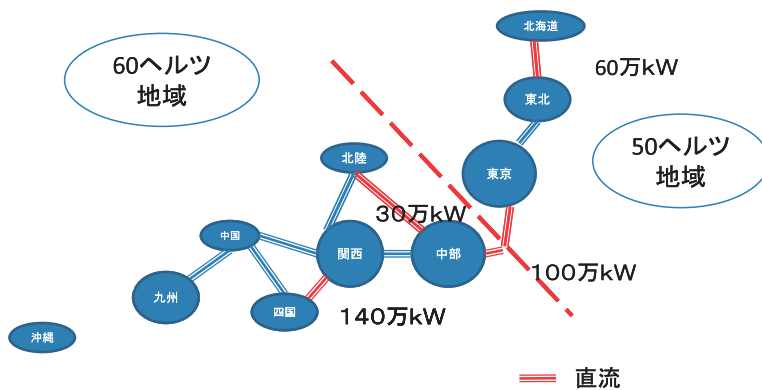 北海道
60ヘルツ
地域
60万kW
東北
50ヘルツ
地域
北陸
東京
30万kW
中国
関西
中部
100万kW
九州
四国
140万kW
沖縄
直流